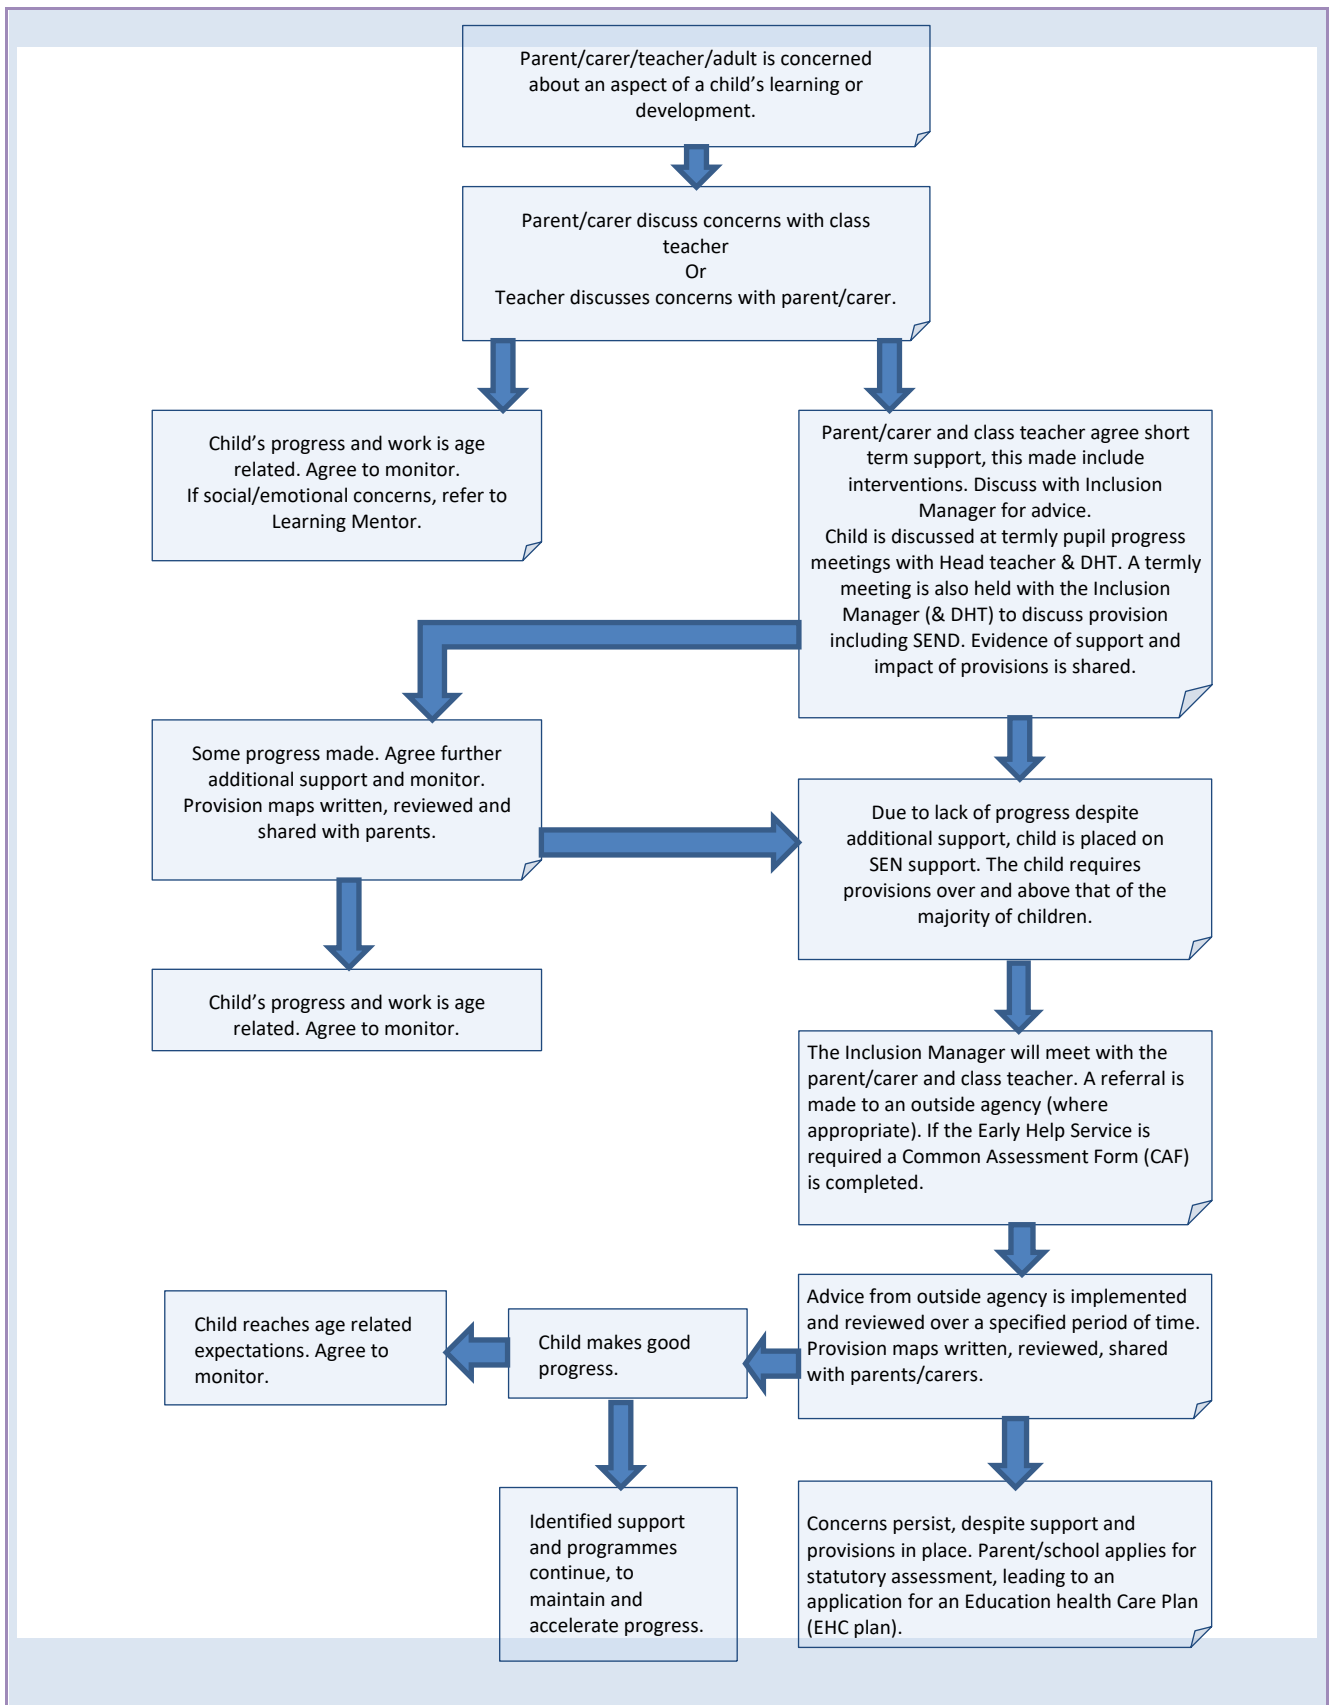 Parent/carer/teacher/adult is concerned
about an aspect of a child’s learning or
development.
Parent/carer discuss concerns with class
teacher
Or
Teacher discusses concerns with parent/carer.
Child’s progress and work is age
related. Agree to monitor.
If social/emotional concerns, refer to
Learning Mentor.
Parent/carer and class teacher agree short
term support, this made include
interventions. Discuss with Inclusion
Manager for advice.
Child is discussed at termly pupil progress
meetings with Head teacher & DHT. A termly
meeting is also held with the Inclusion
Manager (& DHT) to discuss provision
including SEND. Evidence of support and
impact of provisions is shared.
Some progress made. Agree further
additional support and monitor.
Provision maps written, reviewed and
shared with parents.
Due to lack of progress despite
additional support, child is placed on
SEN support. The child requires
provisions over and above that of the
majority of children.
Child’s progress and work is age
related. Agree to monitor.
The Inclusion Manager will meet with the
parent/carer and class teacher. A referral is
made to an outside agency (where
appropriate). If the Early Help Service is
required a Common Assessment Form (CAF)
is completed.
Advice from outside agency is implemented
and reviewed over a specified period of time.
Provision maps written, reviewed, shared
with parents/carers.
Child makes good
progress.
Child reaches age related
expectations. Agree to
monitor.
Identified support
and programmes
continue, to
maintain and
accelerate progress.
Concerns persist, despite support and
provisions in place. Parent/school applies for
statutory assessment, leading to an
application for an Education health Care Plan
(EHC plan).